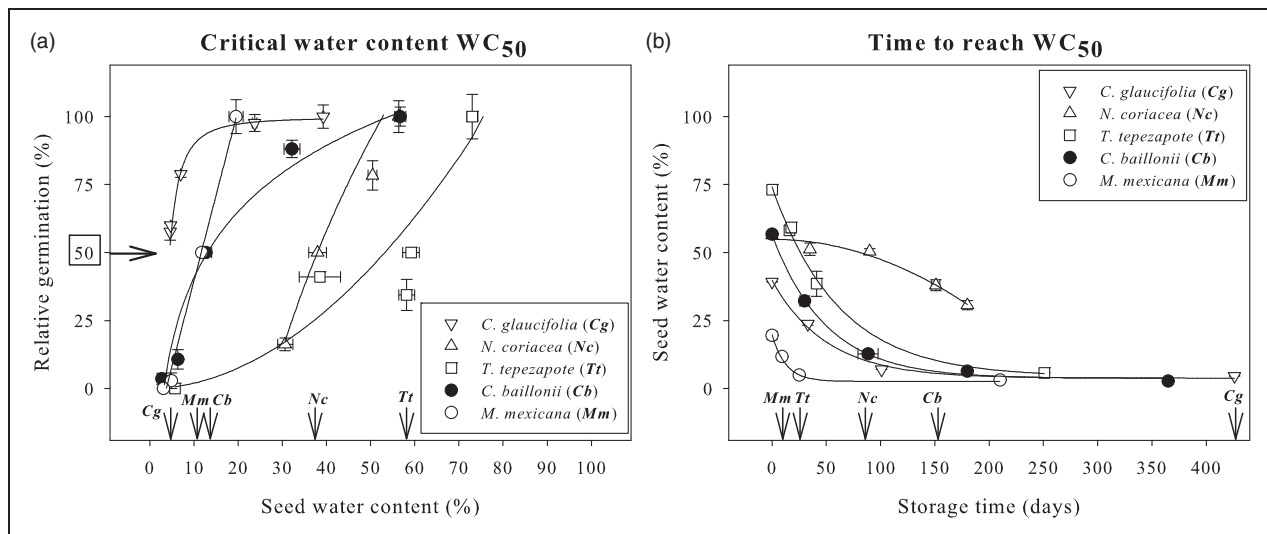 (a)
Critical water content WC50
Relative germination (%)
100
75
50
25
0
C. glaucifolia (Cg)
N. coriacea (Nc)
T. tepezapote (Tt)
C. baillonii (Cb)
M. mexicana (Mm)
Cg
Mm
Cb
Nc
Tt
0 10 20 30 40 50 60 70 80 90 100
Seed water content (%)
(b)
Time to reach WC50
Seed water content (%)
100
75
50
25
0
C. glaucifolia (Cg)
N. coriacea (Nc)
T. tepezapote (Tt)
C. baillonii (Cb)
M. mexicana (Mm)
Mm
Tt
Nc
Cb
Cg
0 50 100 150 200 250 300 350 400
Storage time (days)